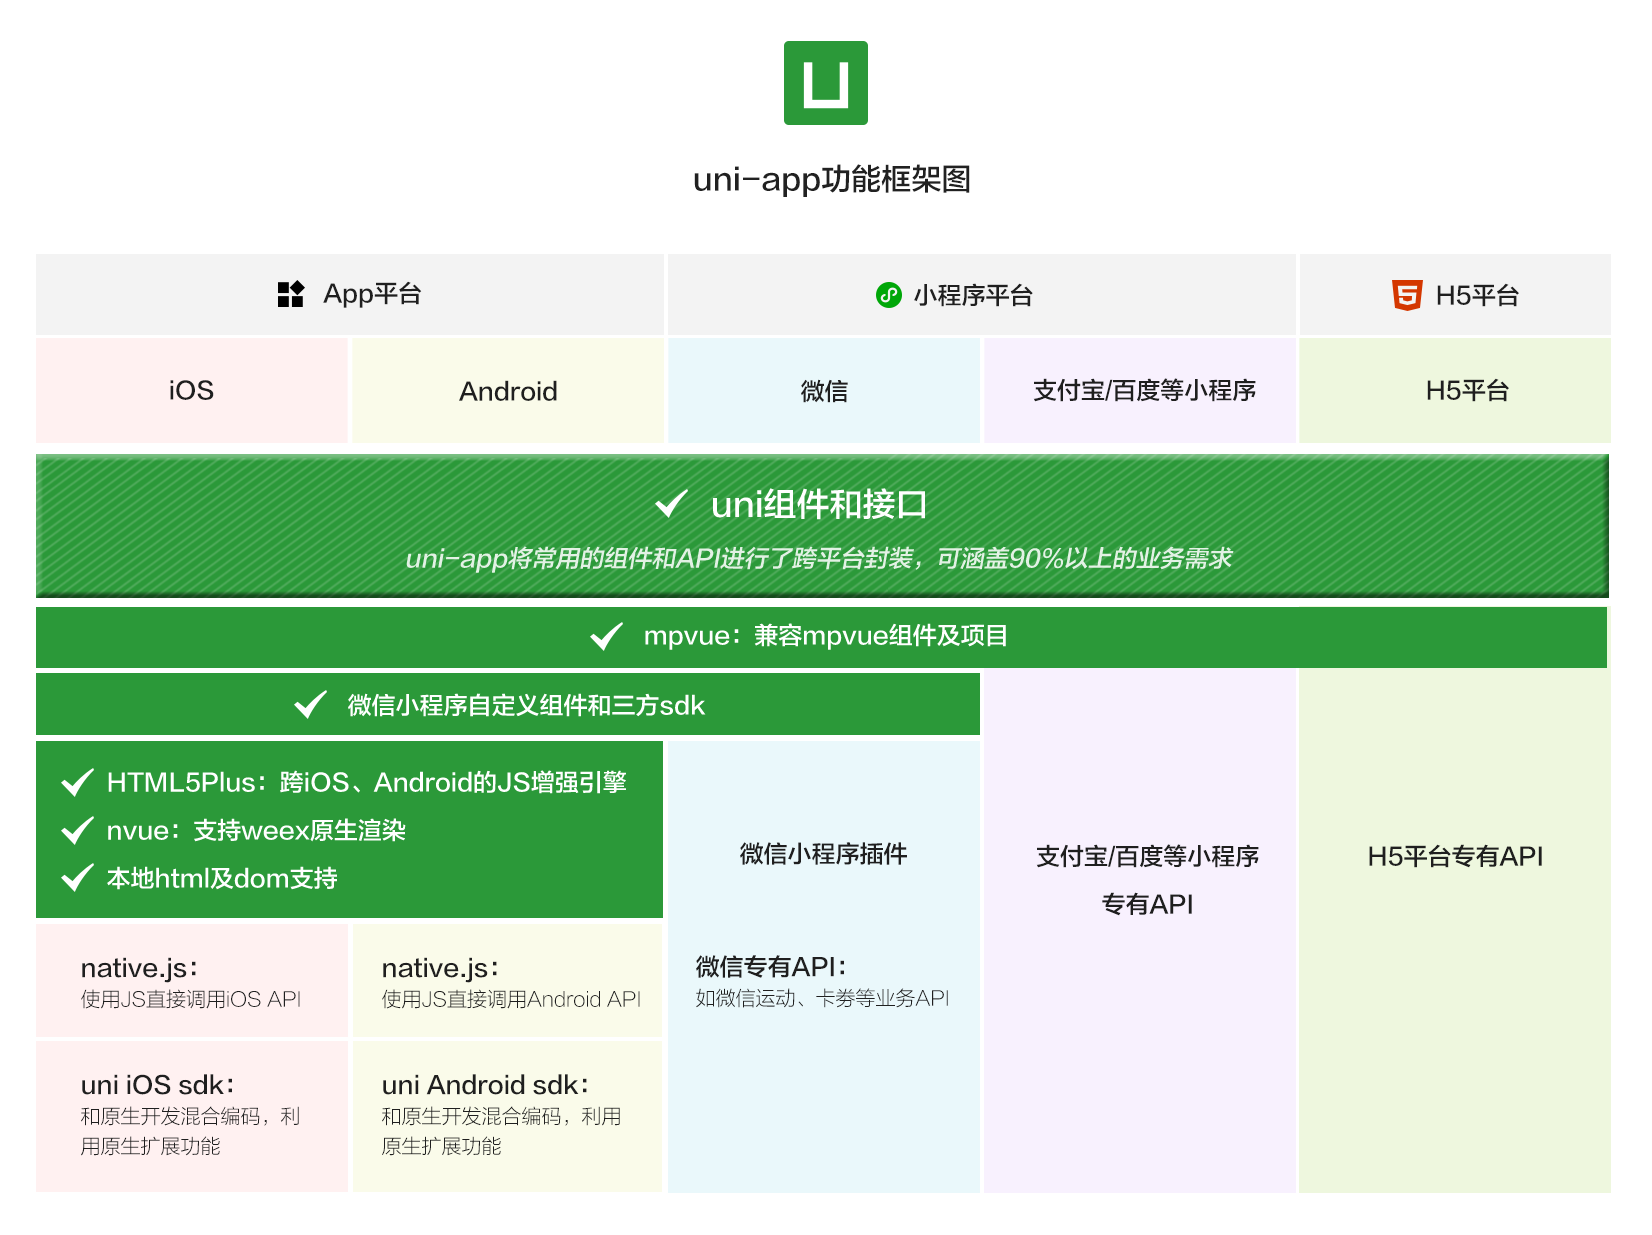 uni-app功能框架图
App平台
小程序平台
H5平台
iOS
Android
微信
支付宝/百度等小程序
H5平台
uni组件和接口
uni-app将常用的组件和API进行了跨平台封装，可涵盖90%以上的业务需求
mpvue：兼容mpvue组件及项目
微信小程序自定义组件和三方sdk
HTML5Plus：跨iOS、Android的JS增强引擎
nvue：支持weex原生渲染
本地html及dom支持
微信小程序插件
支付宝/百度等小程序
专有API
H5平台专有API
native.js：
使用JS直接调用iOS API
native.js：
使用JS直接调用Android API
微信专有API：
如微信运动、卡券等业务API
uni iOS sdk：
和原生开发混合编码，利
用原生扩展功能
uni Android sdk：
和原生开发混合编码，利用
原生扩展功能